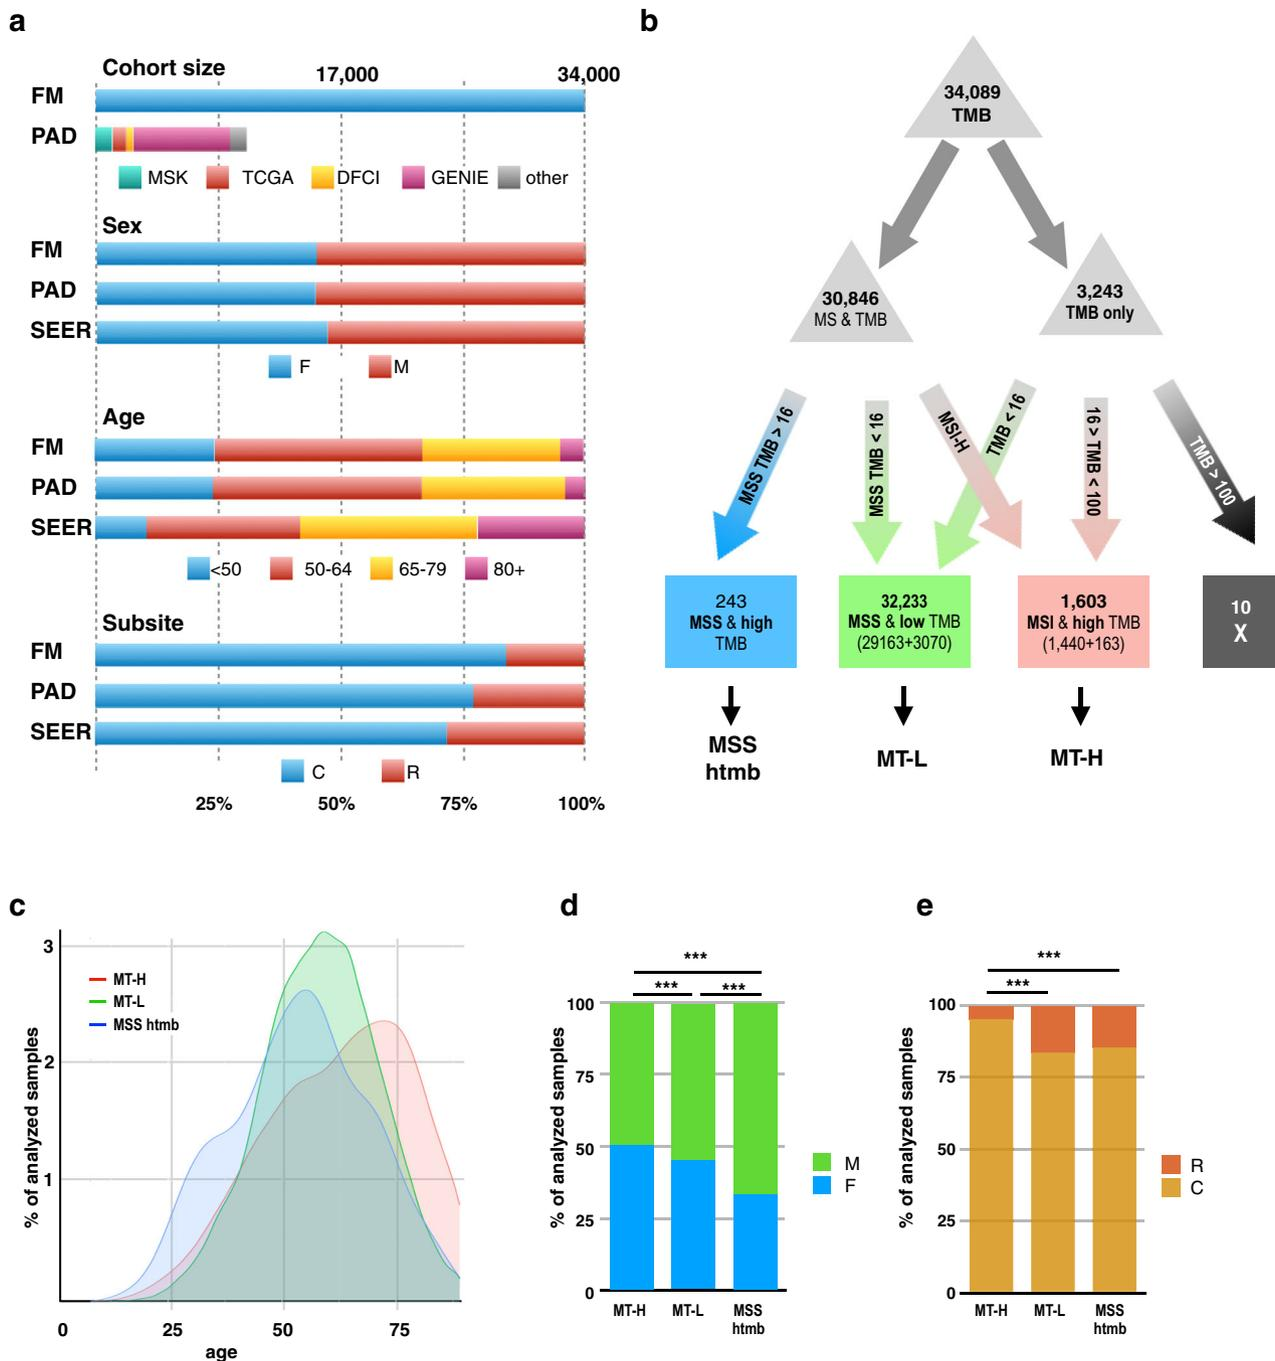 a
Cohort size
17,000
34,000
FM
PAD
MSK TCGA DFCI GENIE other
Sex
FM
PAD
SEER
F M
Age
FM
PAD
SEER
<50 50-64 65-79 80+
Subsite
FM
PAD
SEER
C R
25% 50% 75% 100%
b
34,089
TMB
30,846
MS & TMB
3,243
TMB only
MSS TMB > 16
MSS TMB < 16
MSI-H
TMB < 16
16 > TMB < 100
TMB > 100
243
MSS & high
TMB
32,233
MSS & low TMB
(29163+3070)
1,603
MSI & high TMB
(1,440+163)
10
X
MSS
htmb
MT-L
MT-H
c
% of analyzed samples
3
2
1
MT-H
MT-L
MSS htmb
0 25 50 75
age
d
% of analyzed samples
***
*** ***
100
75
50
25
0
MT-H MT-L MSS
htmb
M
F
e
% of analyzed samples
***
***
100
75
50
25
0
MT-H MT-L MSS
htmb
R
C